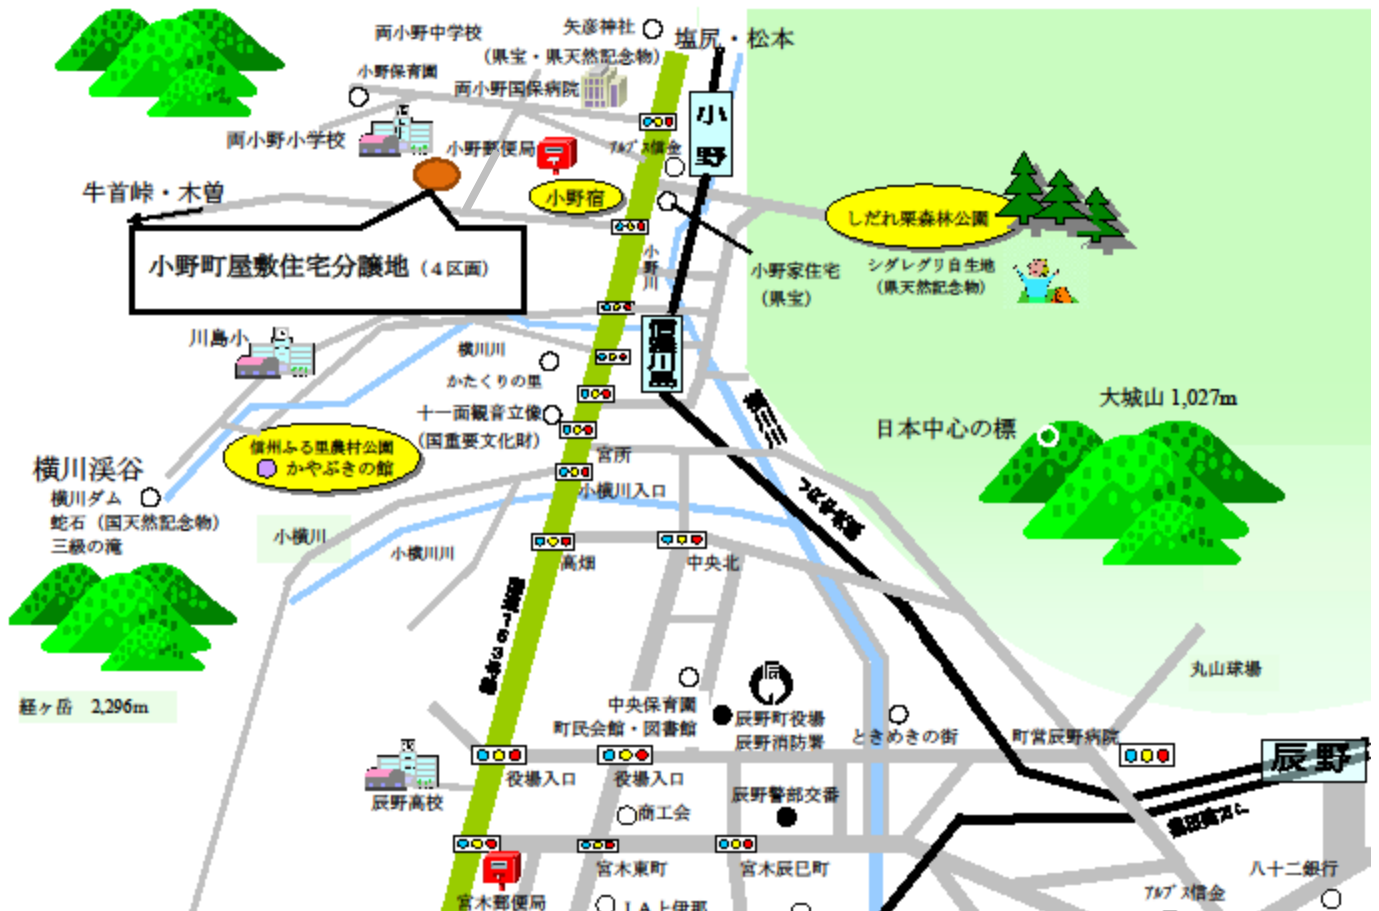 両小野中学校
矢彦神社
(県宝・県天然記念物)
塩尻・松本
小野保育園
両小野国保病院
小野
両小野小学校
小野郵便局
ｱﾙﾌﾟｽ信金
牛首峠・木曽
小野宿
しだれ栗森林公園
小野町屋敷住宅分譲地(4区画)
小野川
小野家住宅
(県宝)
シダレグリ自生地
(県天然記念物)
川島小
信濃川島
横川川
かたくりの里
大城山 1,027m
十一面観音立像
(国重要文化財)
横川川
日本中心の標
信州ふる里農村公園
かやぶきの館
宮所
横川渓谷
横川ダム
蛇石(国天然記念物)
三級の滝
小横川入口
小横川
小横川川
高畑
中央北
丸山球場
経ヶ岳 2,296m
中央保育園
町民会館・図書館
辰野町役場
辰野消防署
ときめきの街
町営辰野病院
辰野
役場入口
役場入口
辰野高校
辰野警部交番
商工会
宮木東町
宮木辰巳町
八十二銀行
ｱﾙﾌﾟｽ信金
宮木郵便局
JA上伊那